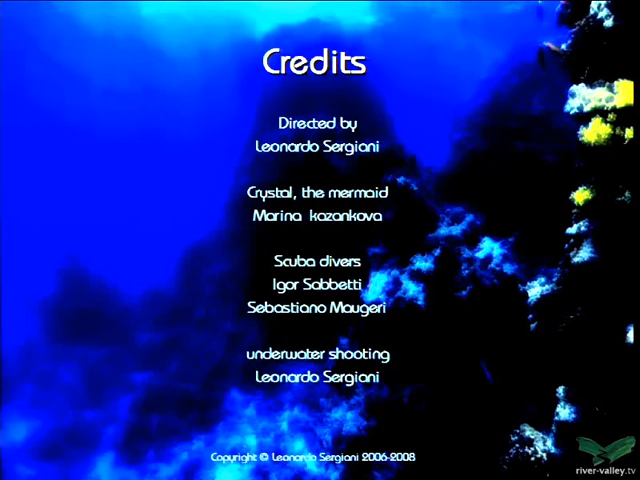 Credits
Directed by
Leonardo Sergiani
Crystal, the mermaid
Marina kazankova
Scuba divers
Igor Sabbetti
Sebastiano Maugeri
underwater shooting
Leonardo Sergiani
Copyright © Leonardo Sergiani 2006-2008
river-valley.tv